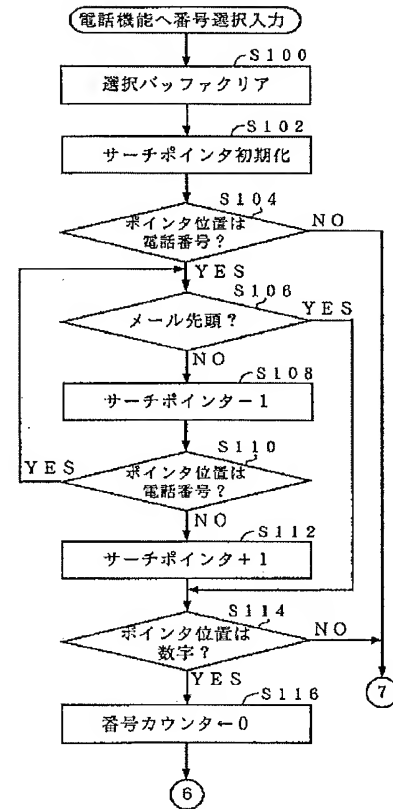 電話機能へ番号選択入力
S100
選択バッファクリア
S102
サーチポインタ初期化
S104
ポインタ位置は
電話番号?
NO
YES
S106
メール先頭?
YES
NO
S108
サーチポインタ−1
S110
YES
ポインタ位置は
電話番号?
NO
S112
サーチポインタ+1
S114
ポインタ位置は
数字?
NO
YES
S116
7
番号カウンタ←0
6